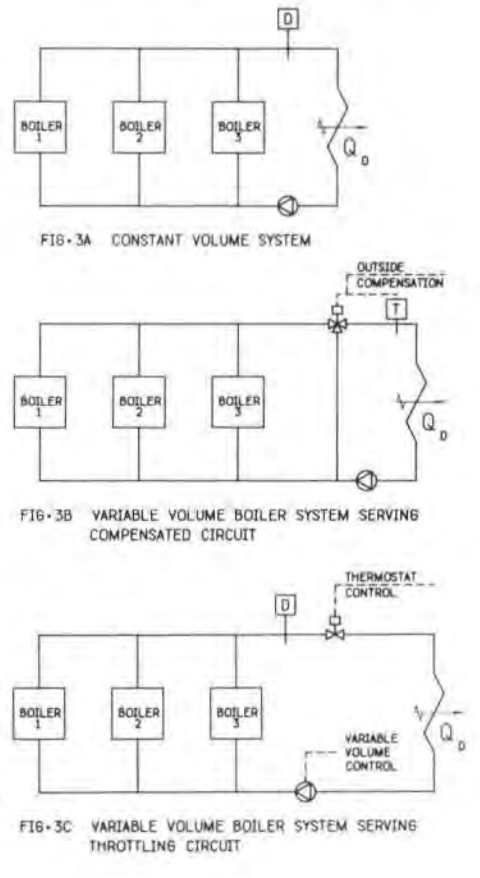 D
BOILER
1
BOILER
2
BOILER
3
Q D
FIG·3A CONSTANT VOLUME SYSTEM
OUTSIDE
COMPENSATION
T
BOILER
1
BOILER
2
BOILER
3
Q D
FIG·3B VARIABLE VOLUME BOILER SYSTEM SERVING
COMPENSATED CIRCUIT
THERMOSTAT
CONTROL
D
BOILER
1
BOILER
2
BOILER
3
Q D
VARIABLE
VOLUME
CONTROL
FIG·3C VARIABLE VOLUME BOILER SYSTEM SERVING
THROTTLING CIRCUIT